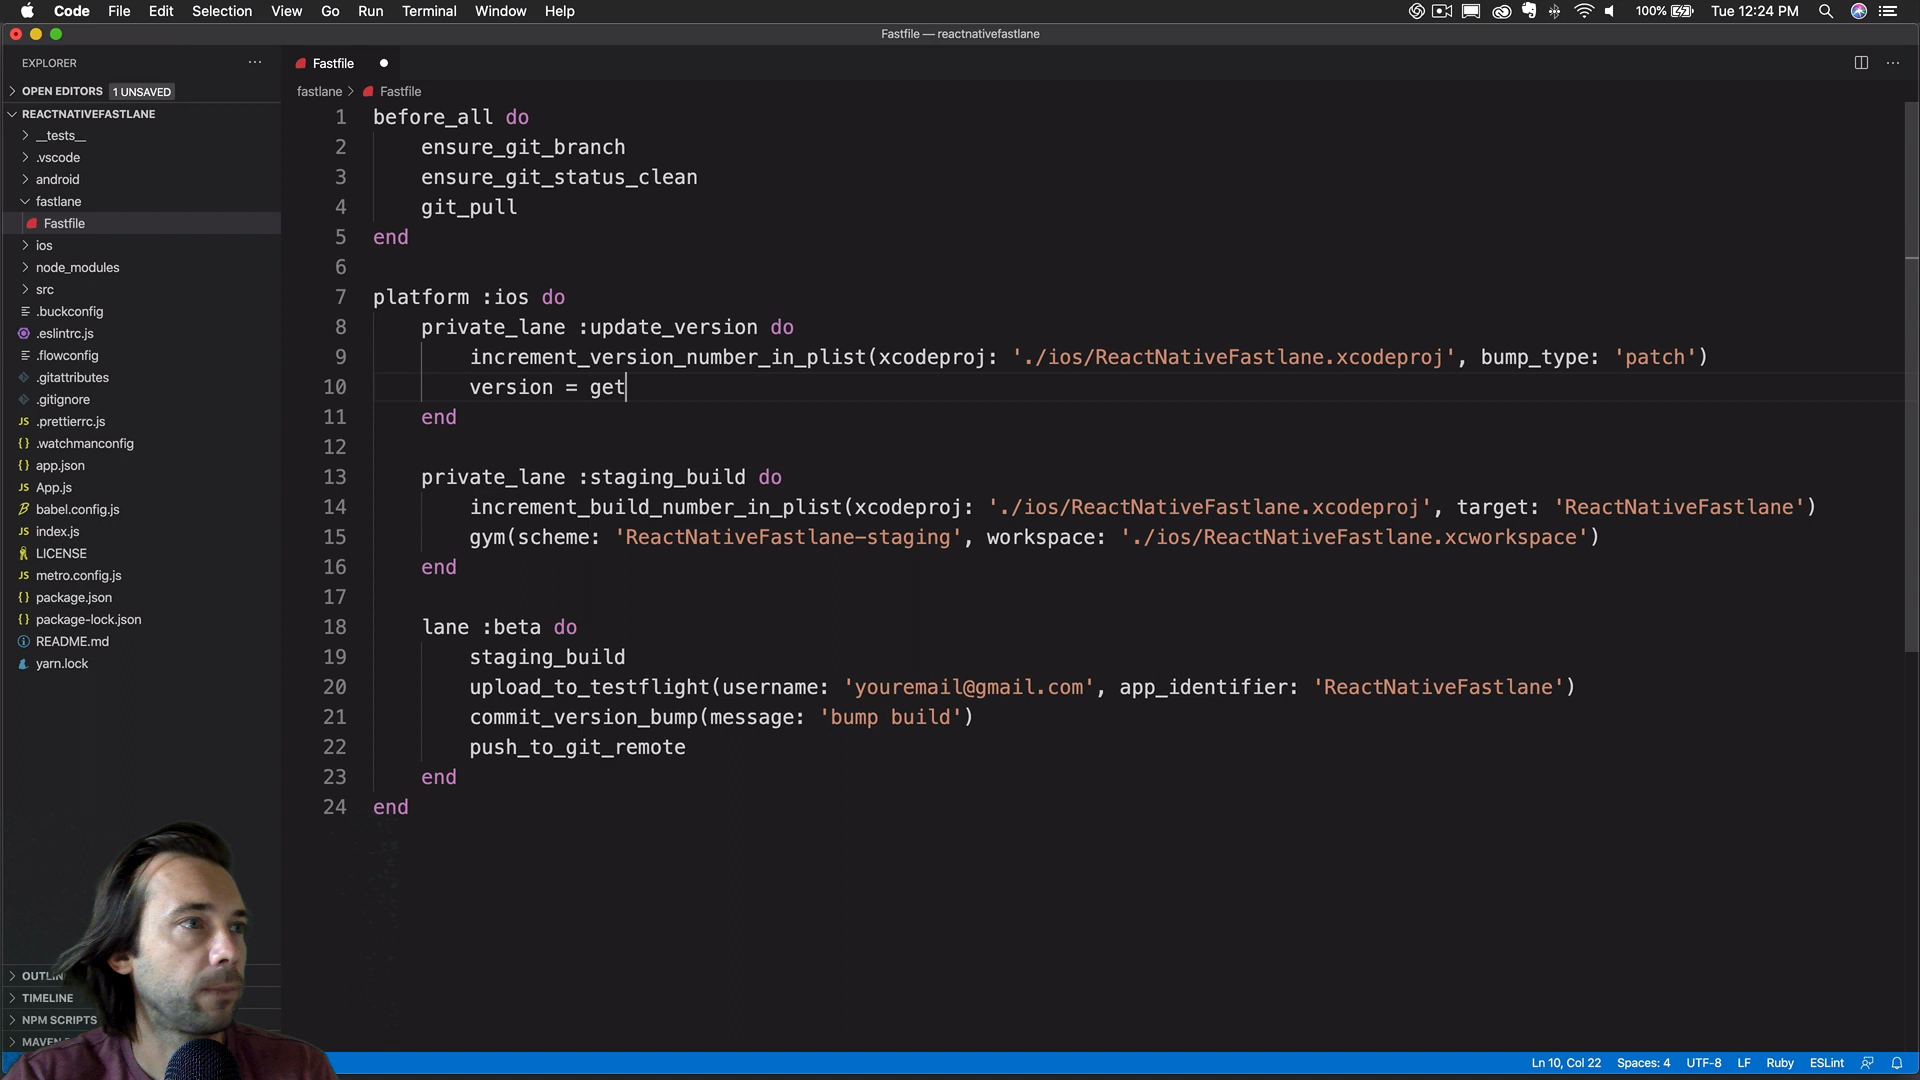 Code File Edit Selection View Go Run Terminal Window Help 100% Tue 12:24 PM
Fastfile — reactnativefastlane
EXPLORER
OPEN EDITORS 1 UNSAVED
REACTNATIVEFASTLANE
__tests__
.vscode
android
fastlane
Fastfile
ios
node_modules
src
.buckconfig
.eslintrc.js
.flowconfig
.gitattributes
.gitignore
JS .prettierrc.js
{} .watchmanconfig
{} app.json
JS App.js
babel.config.js
JS index.js
LICENSE
JS metro.config.js
{} package.json
{} package-lock.json
README.md
yarn.lock
TIMELINE
NPM SCRIPTS
Fastfile
fastlane > Fastfile
1 before_all do
2 ensure_git_branch
3 ensure_git_status_clean
4 git_pull
5 end
6
7 platform :ios do
8 private_lane :update_version do
9 increment_version_number_in_plist(xcodeproj: './ios/ReactNativeFastlane.xcodeproj', bump_type: 'patch')
10 version = get
11 end
12
13 private_lane :staging_build do
14 increment_build_number_in_plist(xcodeproj: './ios/ReactNativeFastlane.xcodeproj', target: 'ReactNativeFastlane')
15 gym(scheme: 'ReactNativeFastlane-staging', workspace: './ios/ReactNativeFastlane.xcworkspace')
16 end
17
18 lane :beta do
19 staging_build
20 upload_to_testflight(username: 'youremail@gmail.com', app_identifier: 'ReactNativeFastlane')
21 commit_version_bump(message: 'bump build')
22 push_to_git_remote
23 end
24 end
Ln 10, Col 22 Spaces: 4 UTF-8 LF Ruby ESLint